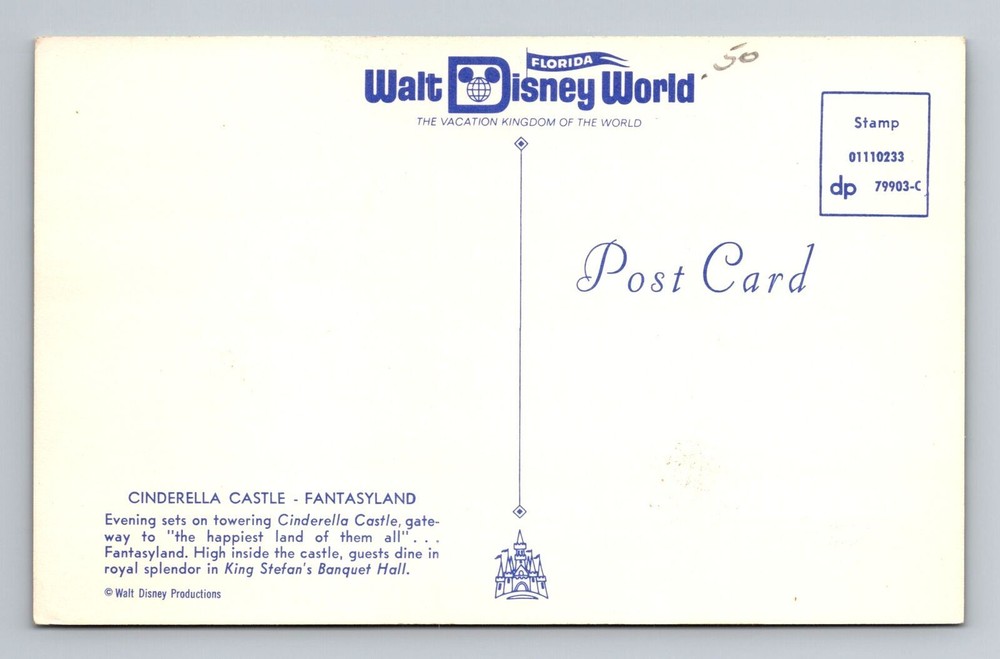 FLORIDA
Walt Disney World
50
THE VACATION KINGDOM OF THE WORLD
Stamp
01110233
dp 79903-C
Post Card
CINDERELLA CASTLE - FANTASYLAND
Evening sets on towering Cinderella Castle, gate-
way to "the happiest land of them all" . . .
Fantasyland. High inside the castle, guests dine in
royal splendor in King Stefan's Banquet Hall.
© Walt Disney Productions